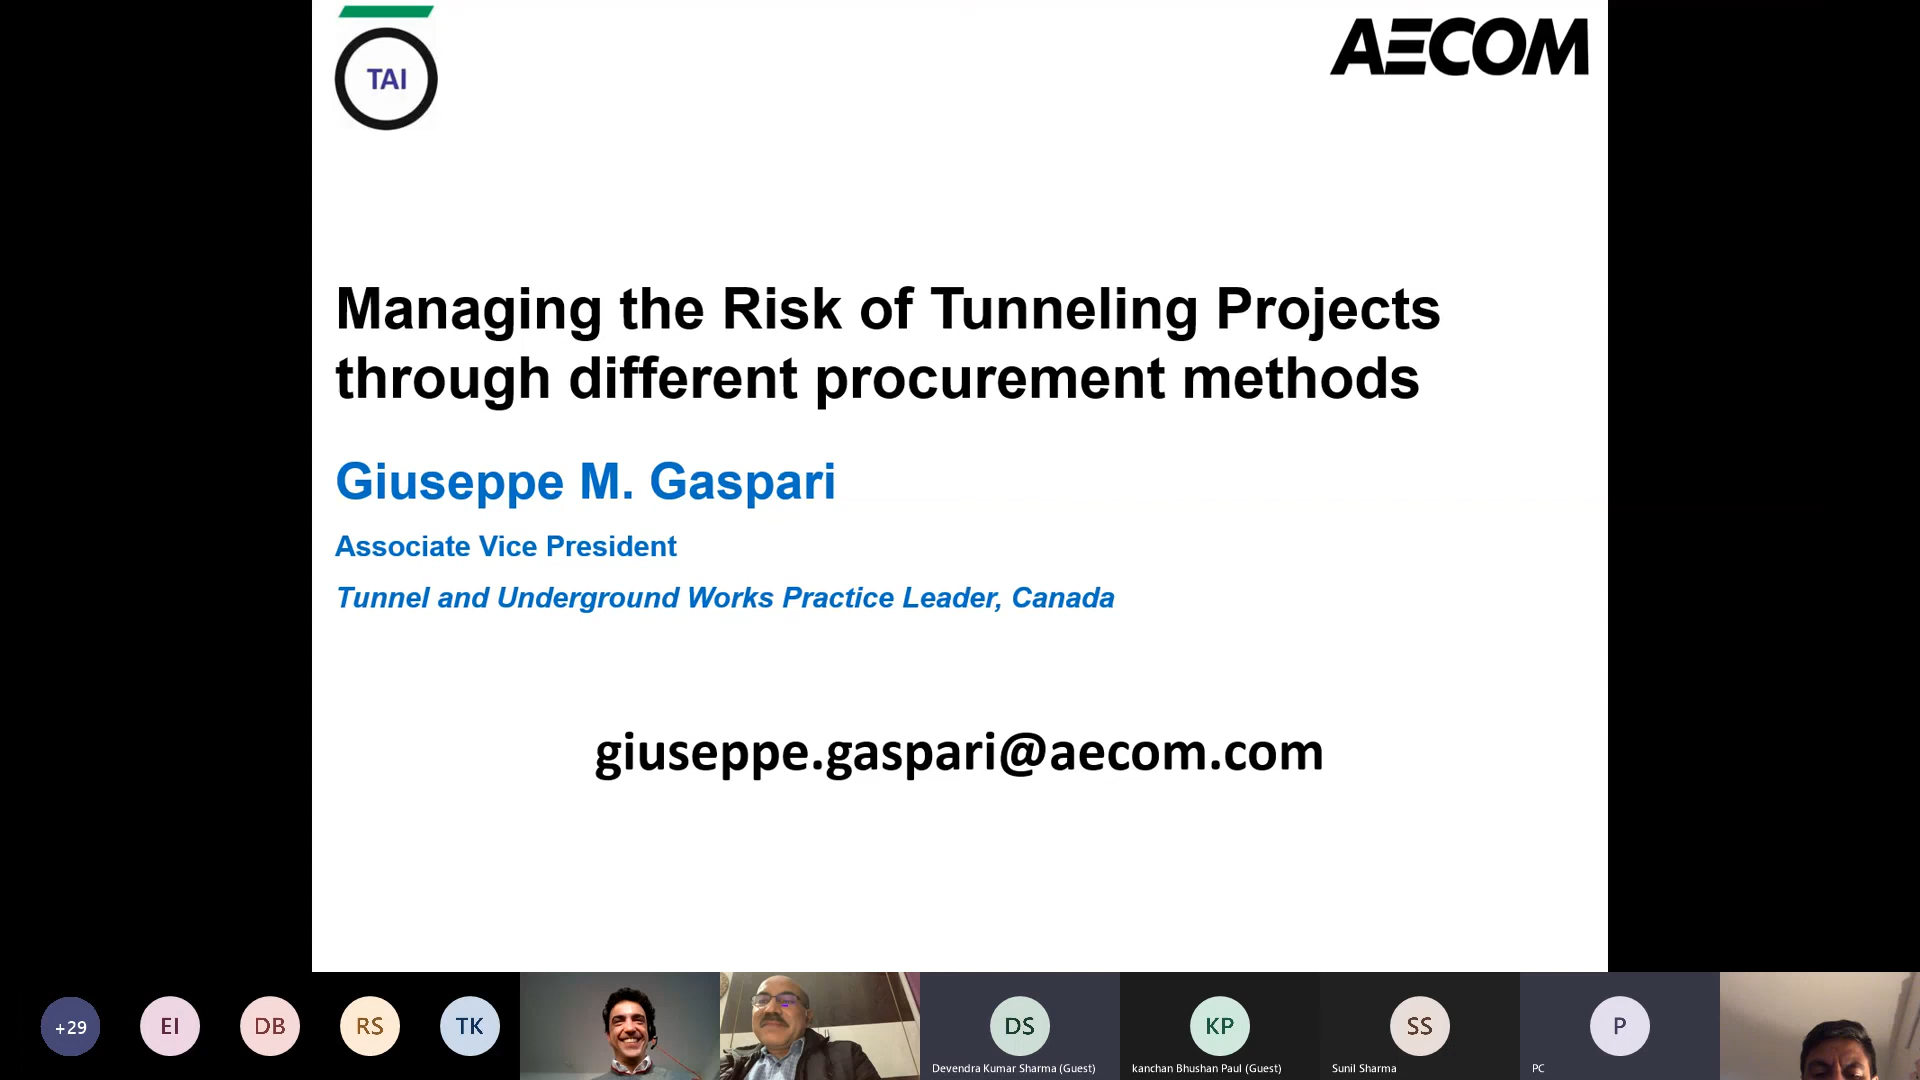 TAI
AECOM
Managing the Risk of Tunneling Projects
through different procurement methods
Giuseppe M. Gaspari
Associate Vice President
Tunnel and Underground Works Practice Leader, Canada
giuseppe.gaspari@aecom.com
+29
EI
DB
RS
TK
DS
KP
SS
P
Devendra Kumar Sharma (Guest)
kanchan Bhushan Paul (Guest)
Sunil Sharma
PC